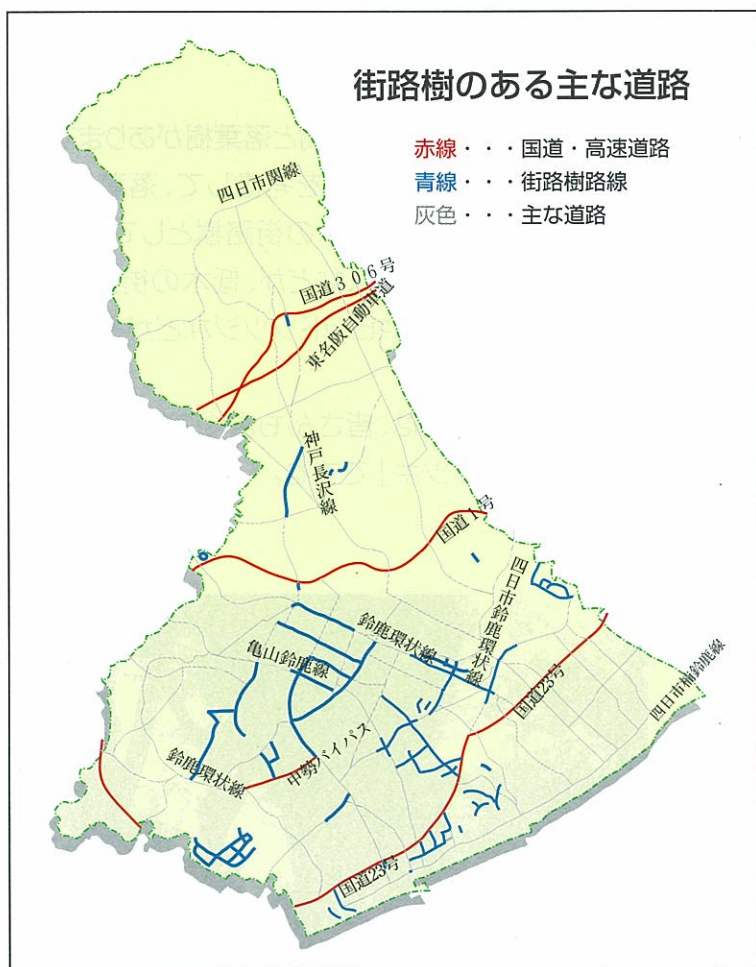 街路樹のある主な道路
赤線・・・国道・高速道路
青線・・・街路樹路線
灰色・・・主な道路
四日市関線
国道306号
東名阪自動車道
神戸長沢線
国道1号
四日市鈴鹿環状線
鈴鹿環状線
亀山鈴鹿線
国道23号
四日市楠鈴鹿線
中勢バイパス
鈴鹿環状線
国道23号